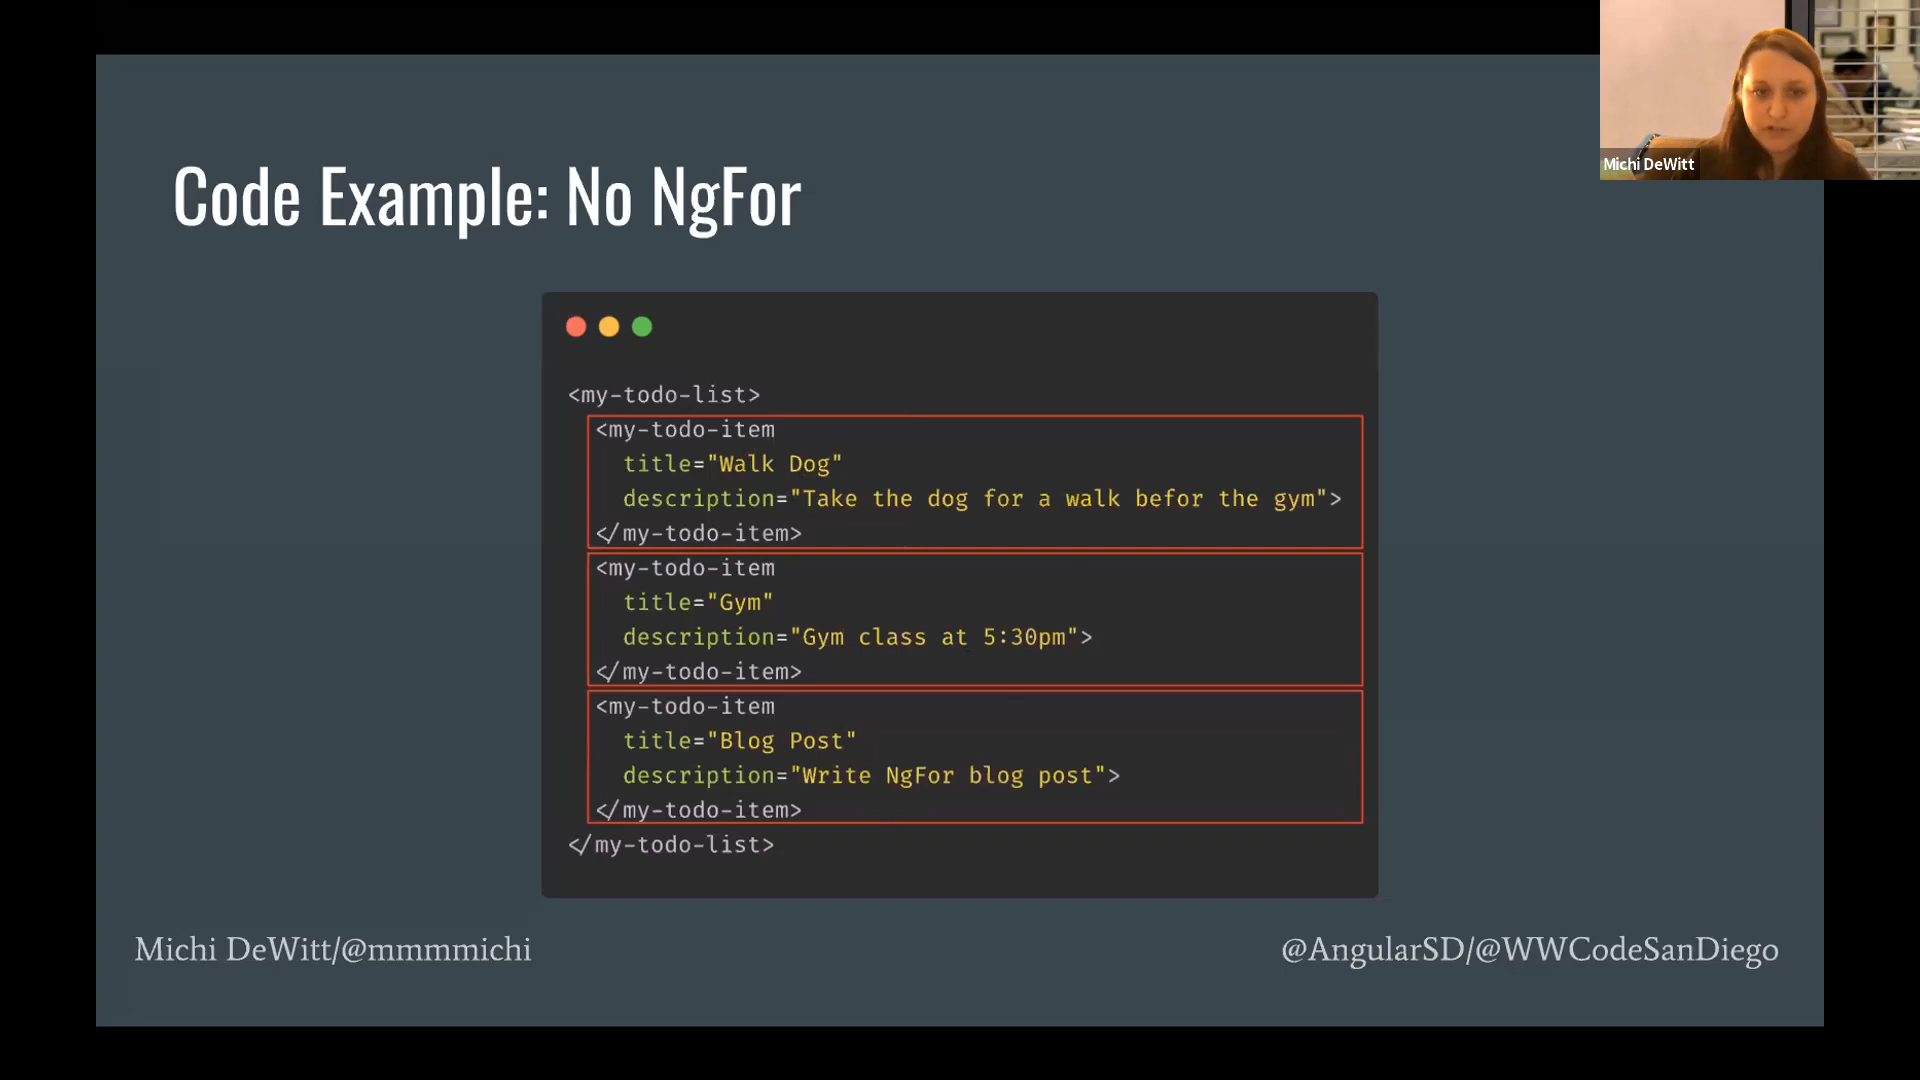 Michi DeWitt
Code Example: No NgFor
<my-todo-list>
<my-todo-item
title="Walk Dog"
description="Take the dog for a walk befor the gym">
</my-todo-item>
<my-todo-item
title="Gym"
description="Gym class at 5:30pm">
</my-todo-item>
<my-todo-item
title="Blog Post"
description="Write NgFor blog post">
</my-todo-item>
</my-todo-list>
Michi DeWitt/@mmmmichi
@AngularSD/@WWCodeSanDiego